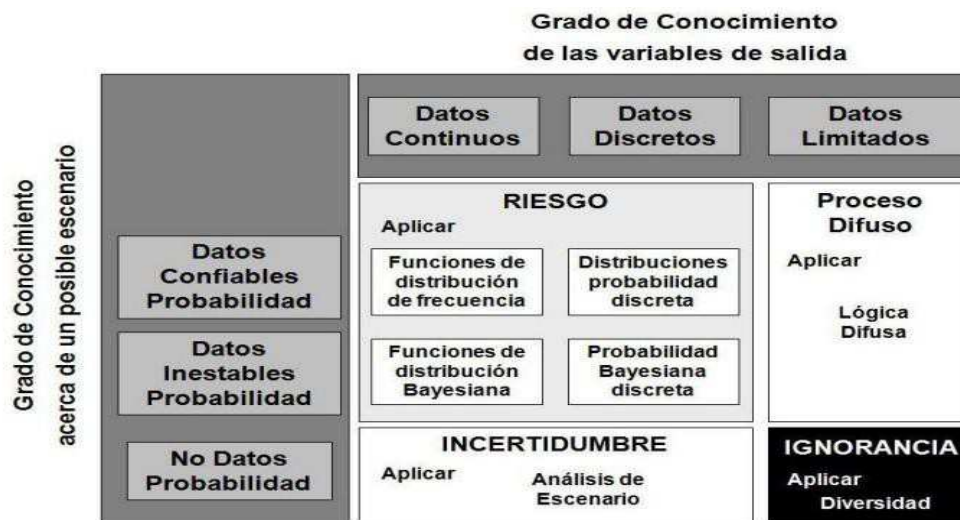 Grado de Conocimiento
de las variables de salida
Grado de Conocimiento
acerca de un posible escenario
Datos
Continuos
Datos
Discretos
Datos
Limitados
Datos
Confiables
Probabilidad
Datos
Inestables
Probabilidad
No Datos
Probabilidad
RIESGO
Aplicar
Funciones de
distribución
de frecuencia
Distribuciones
probabilidad
discreta
Funciones de
distribución
Bayesiana
Probabilidad
Bayesiana
discreta
Proceso
Difuso
Aplicar
Lógica
Difusa
INCERTIDUMBRE
Aplicar
Análisis de
Escenario
IGNORANCIA
Aplicar
Diversidad